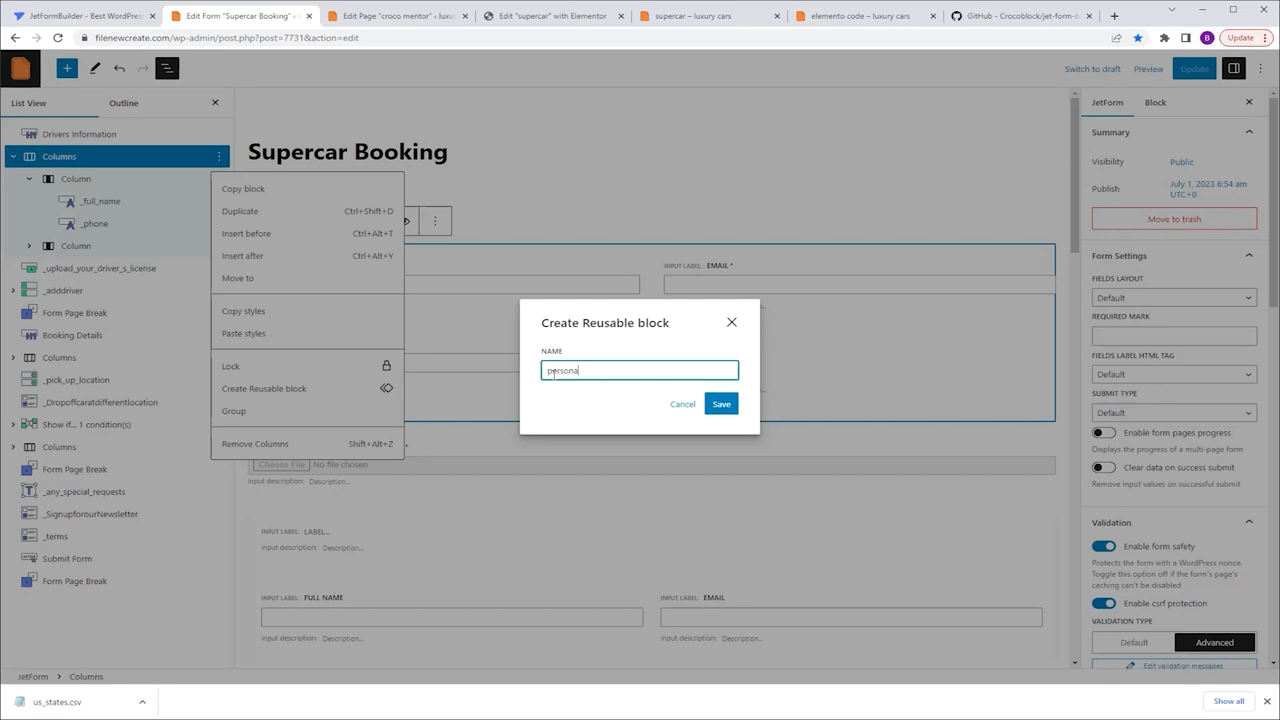 JetFormBuilder - Best WordPress
Edit Form "Supercar Booking" ‹
Edit Page "croco mentor" ‹ luxu
Edit "supercar" with Elementor
supercar – luxury cars
elemento code – luxury cars
GitHub - Crocoblock/jet-form-b
filenewcreate.com/wp-admin/post.php?post=7731&action=edit
B
Update
Switch to draft
Preview
Update
List View
Outline
JetForm
Block
Drivers Information
Columns
Column
_full_name
_phone
Column
_upload_your_driver_s_license
_adddriver
Form Page Break
Booking Details
Columns
_pick_up_location
_Dropoffcaratdifferentlocation
Show if... 1 condition(s)
Columns
Form Page Break
_any_special_requests
_SignupforourNewsletter
_terms
Submit Form
Form Page Break
Copy block
Duplicate Ctrl+Shift+D
Insert before Ctrl+Alt+T
Insert after Ctrl+Alt+Y
Move to
Copy styles
Paste styles
Lock
Create Reusable block
Group
Remove Columns Shift+Alt+Z
Supercar Booking
INPUT LABEL: EMAIL *
Create Reusable block
NAME
persona
Cancel
Save
Choose File No file chosen
input description: Description...
INPUT LABEL: LABEL...
input description: Description...
INPUT LABEL: FULL NAME
INPUT LABEL: EMAIL
input description: Description...
input description: Description...
Summary
Visibility Public
Publish July 1, 2023 6:54 am
UTC+0
Move to trash
Form Settings
FIELDS LAYOUT
Default
REQUIRED MARK
FIELDS LABEL HTML TAG
Default
SUBMIT TYPE
Default
Enable form pages progress
Displays the progress of a multi-page form
Clear data on success submit
Remove input values on successful submit
Validation
Enable form safety
Protects the form with a WordPress nonce.
Toggle this option off if the form's page's
caching can't be disabled
Enable csrf protection
VALIDATION TYPE
Default
Advanced
Edit validation messages
JetForm
Columns
us_states.csv
Show all